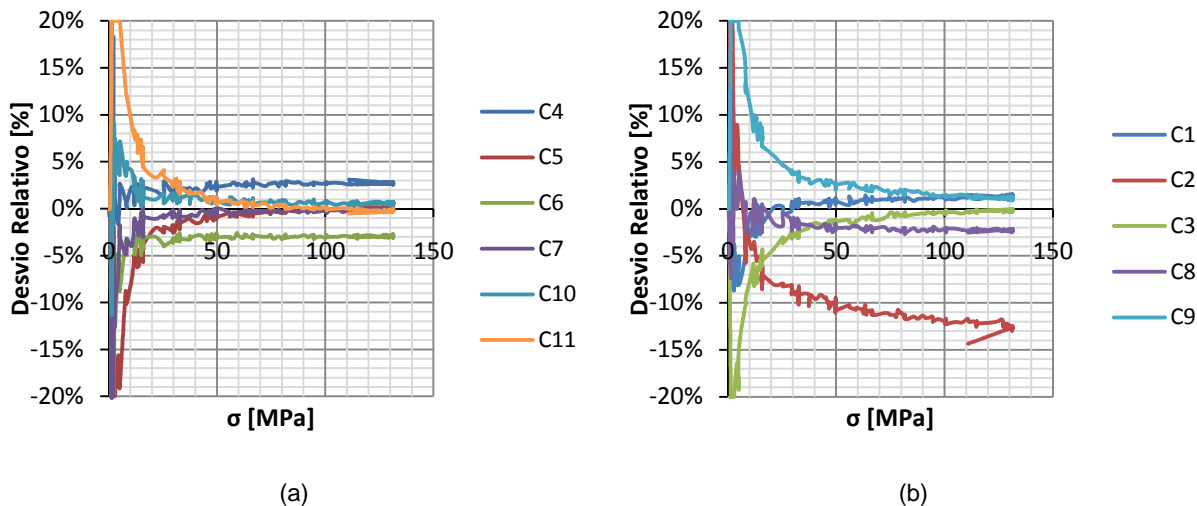 20%
15%
10%
5%
0%
-5%
-10%
-15%
-20%
0
50
100
150
Desvio Relativo [%]
σ [MPa]
C4
C5
C6
C7
C10
C11
(a)
20%
15%
10%
5%
0%
-5%
-10%
-15%
-20%
0
50
100
150
Desvio Relativo [%]
σ [MPa]
C1
C2
C3
C8
C9
(b)